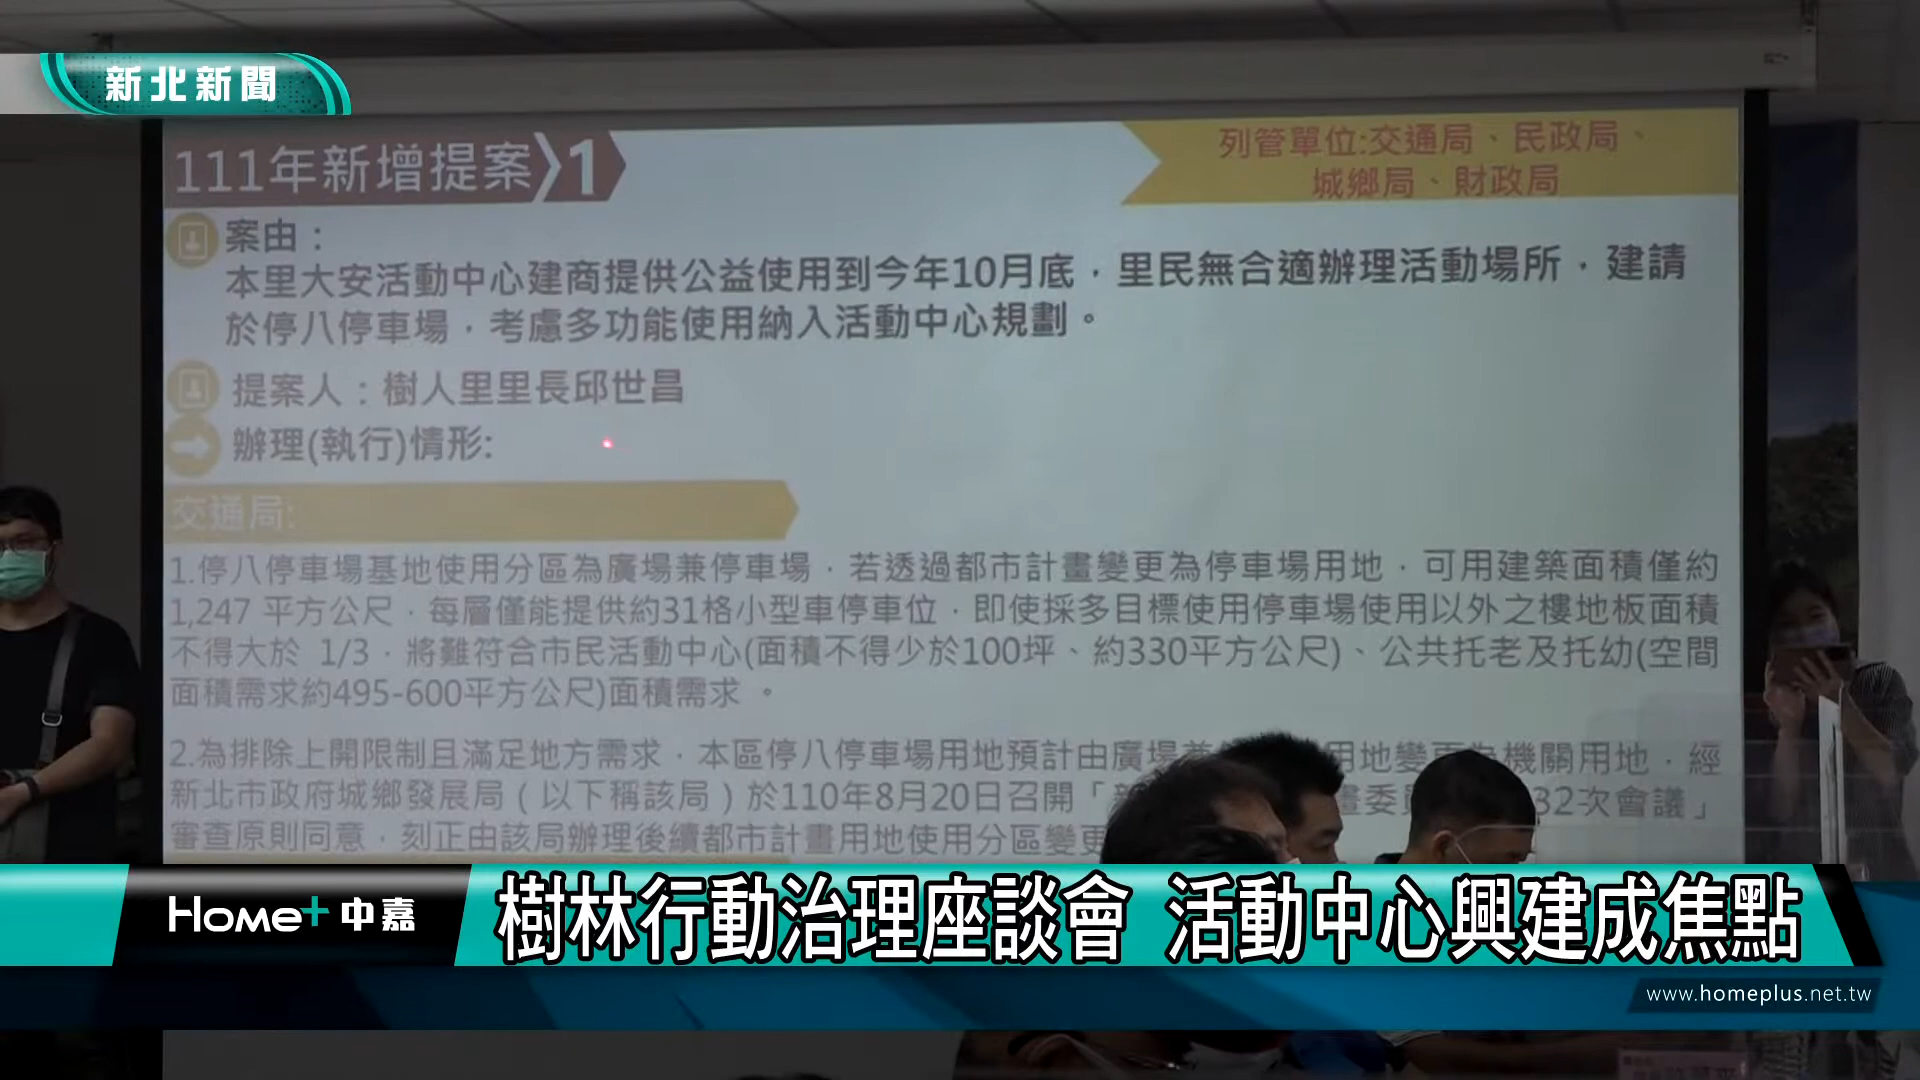 新北新聞
111年新增提案 1
列管單位:交通局、民政局、
城鄉局、財政局
案由：
本里大安活動中心建商提供公益使用到今年10月底，里民無合適辦理活動場所，建請
於停八停車場，考慮多功能使用納入活動中心規劃。
提案人：樹人里里長邱世昌
辦理(執行)情形:
交通局:
1.停八停車場基地使用分區為廣場兼停車場，若透過都市計畫變更為停車場用地，可用建築面積僅約
1,247 平方公尺，每層僅能提供約31格小型車停車位，即使採多目標使用停車場使用以外之樓地板面積
不得大於 1/3，將難符合市民活動中心(面積不得少於100坪、約330平方公尺)、公共托老及托幼(空間
面積需求約495-600平方公尺)面積需求。
2.為排除上開限制且滿足地方需求，本區停八停車場用地預計由廣場兼 用地變更為機關用地，經
新北市政府城鄉發展局（以下稱該局）於110年8月20日召開「 畫委員 32次會議」
審查原則同意，刻正由該局辦理後續都市計畫用地使用分區變更
Home+ 中嘉
樹林行動治理座談會 活動中心興建成焦點
www.homeplus.net.tw